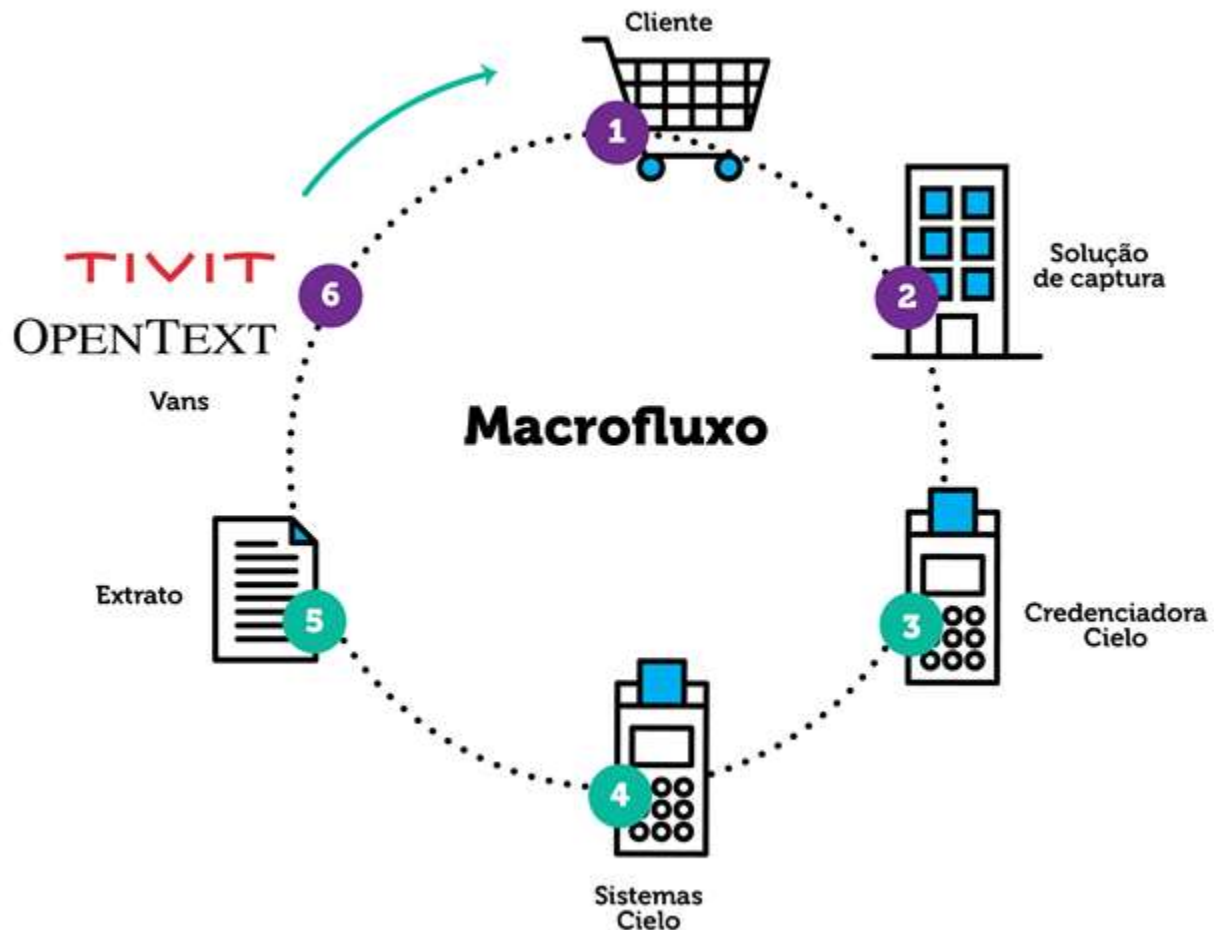 Cliente
1
Solução
de captura
2
Credenciadora
Cielo
3
Sistemas
Cielo
4
Extrato
5
TIVIT
OPENTEXT
Vans
6
Macrofluxo